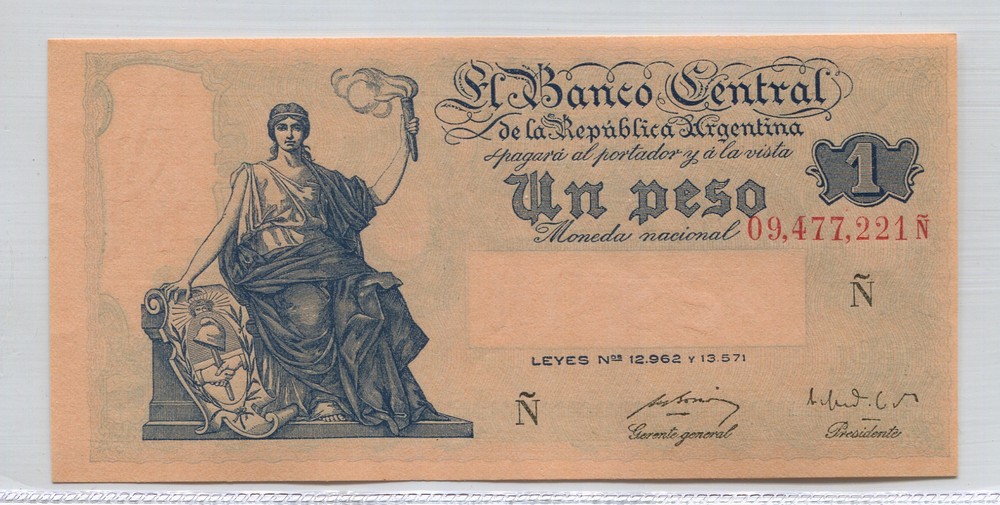 El Banco Central
de la República Argentina
pagará al portador y á la vista
1
Un peso
Moneda nacional
09,477,221 Ñ
Ñ
LEYES Nos 12.962 Y 13.571
Ñ
Gerente general
Presidente